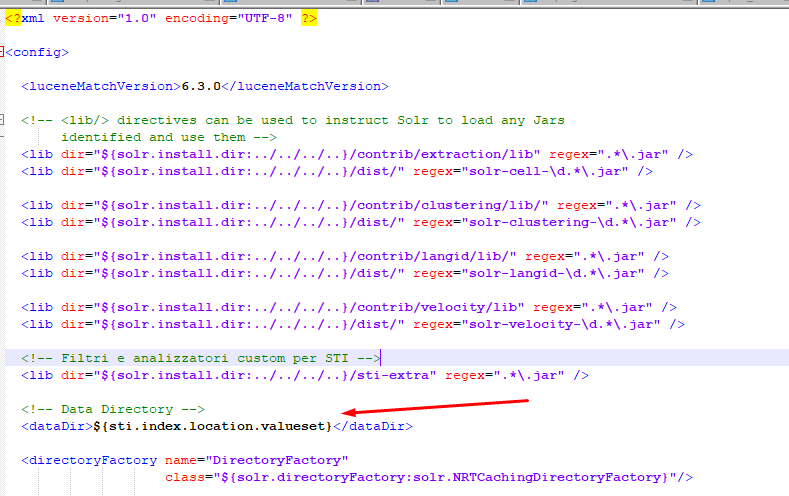 <?xml version="1.0" encoding="UTF-8" ?>
<config>
<luceneMatchVersion>6.3.0</luceneMatchVersion>
<!-- <lib/> directives can be used to instruct Solr to load any Jars
identified and use them -->
<lib dir="${solr.install.dir:../../../..}/contrib/extraction/lib" regex=".*\.jar" />
<lib dir="${solr.install.dir:../../../..}/dist/" regex="solr-cell-\d.*\.jar" />
<lib dir="${solr.install.dir:../../../..}/contrib/clustering/lib/" regex=".*\.jar" />
<lib dir="${solr.install.dir:../../../..}/dist/" regex="solr-clustering-\d.*\.jar" />
<lib dir="${solr.install.dir:../../../..}/contrib/langid/lib/" regex=".*\.jar" />
<lib dir="${solr.install.dir:../../../..}/dist/" regex="solr-langid-\d.*\.jar" />
<lib dir="${solr.install.dir:../../../..}/contrib/velocity/lib" regex=".*\.jar" />
<lib dir="${solr.install.dir:../../../..}/dist/" regex="solr-velocity-\d.*\.jar" />
<!-- Filtri e analizzatori custom per STI -->
<lib dir="${solr.install.dir:../../../..}/sti-extra" regex=".*\.jar" />
<!-- Data Directory -->
<dataDir>${sti.index.location.valueset}</dataDir>
<directoryFactory name="DirectoryFactory"
class="${solr.directoryFactory:solr.NRTCachingDirectoryFactory}"/>